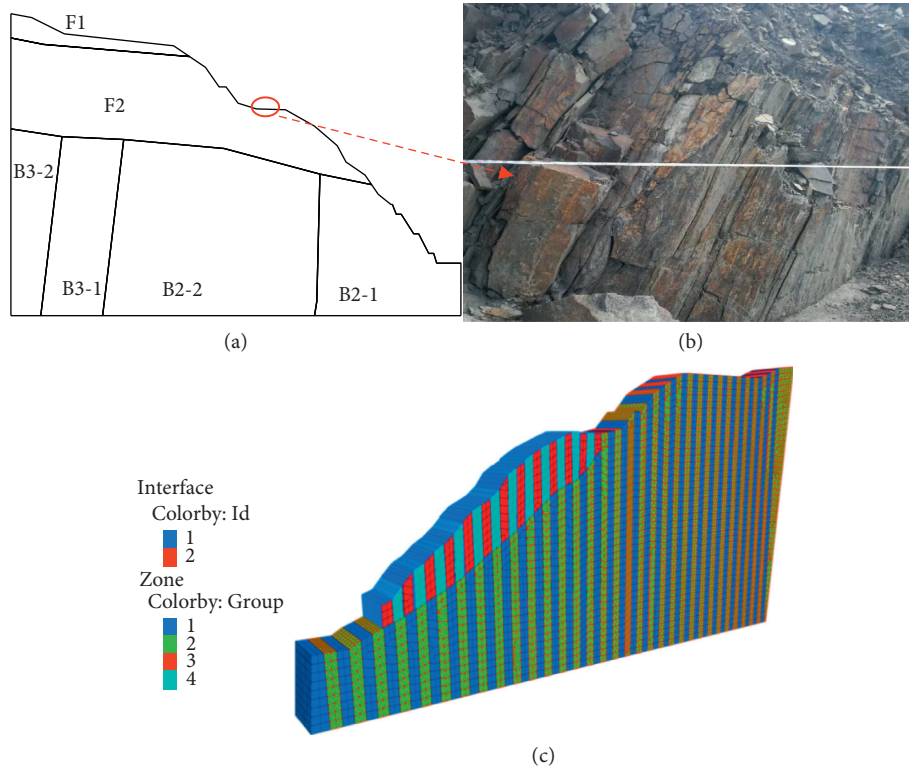 F1
F2
B3-2
B3-1
B2-2
B2-1
(a)
(b)
Interface
Colorby: Id
1
2
Zone
Colorby: Group
1
2
3
4
(c)